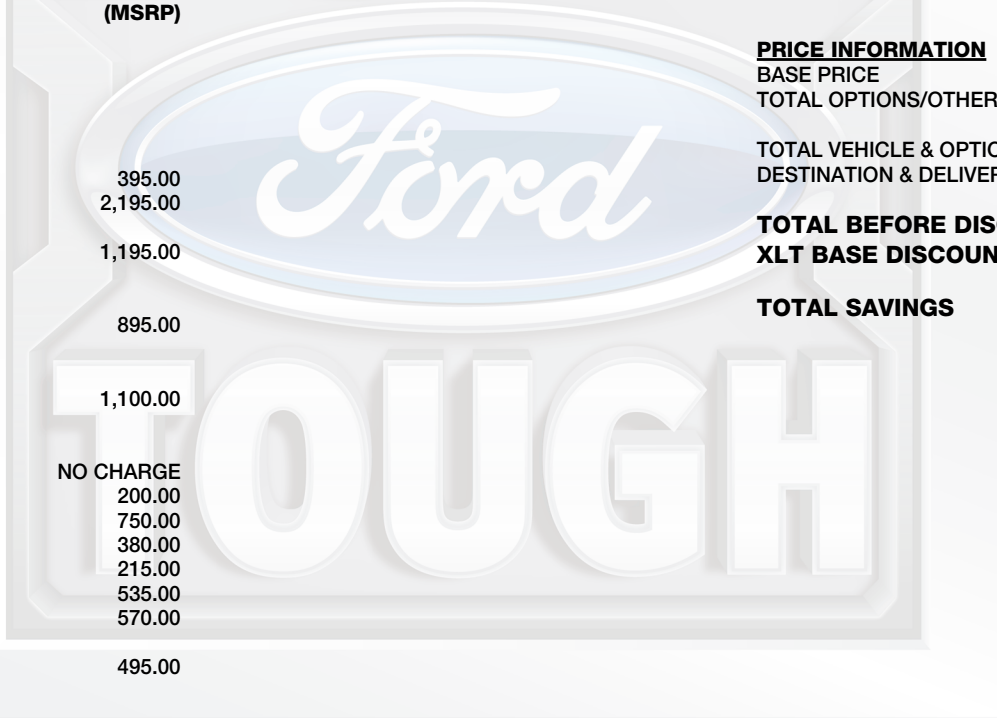 (MSRP)
395.00
2,195.00
1,195.00
895.00
1,100.00
NO CHARGE
200.00
750.00
380.00
215.00
535.00
570.00
495.00
PRICE INFORMATION
BASE PRICE
TOTAL OPTIONS/OTHER
TOTAL VEHICLE & OPTIO
DESTINATION & DELIVER
TOTAL BEFORE DIS
XLT BASE DISCOUN
TOTAL SAVINGS
Ford
TOUGH